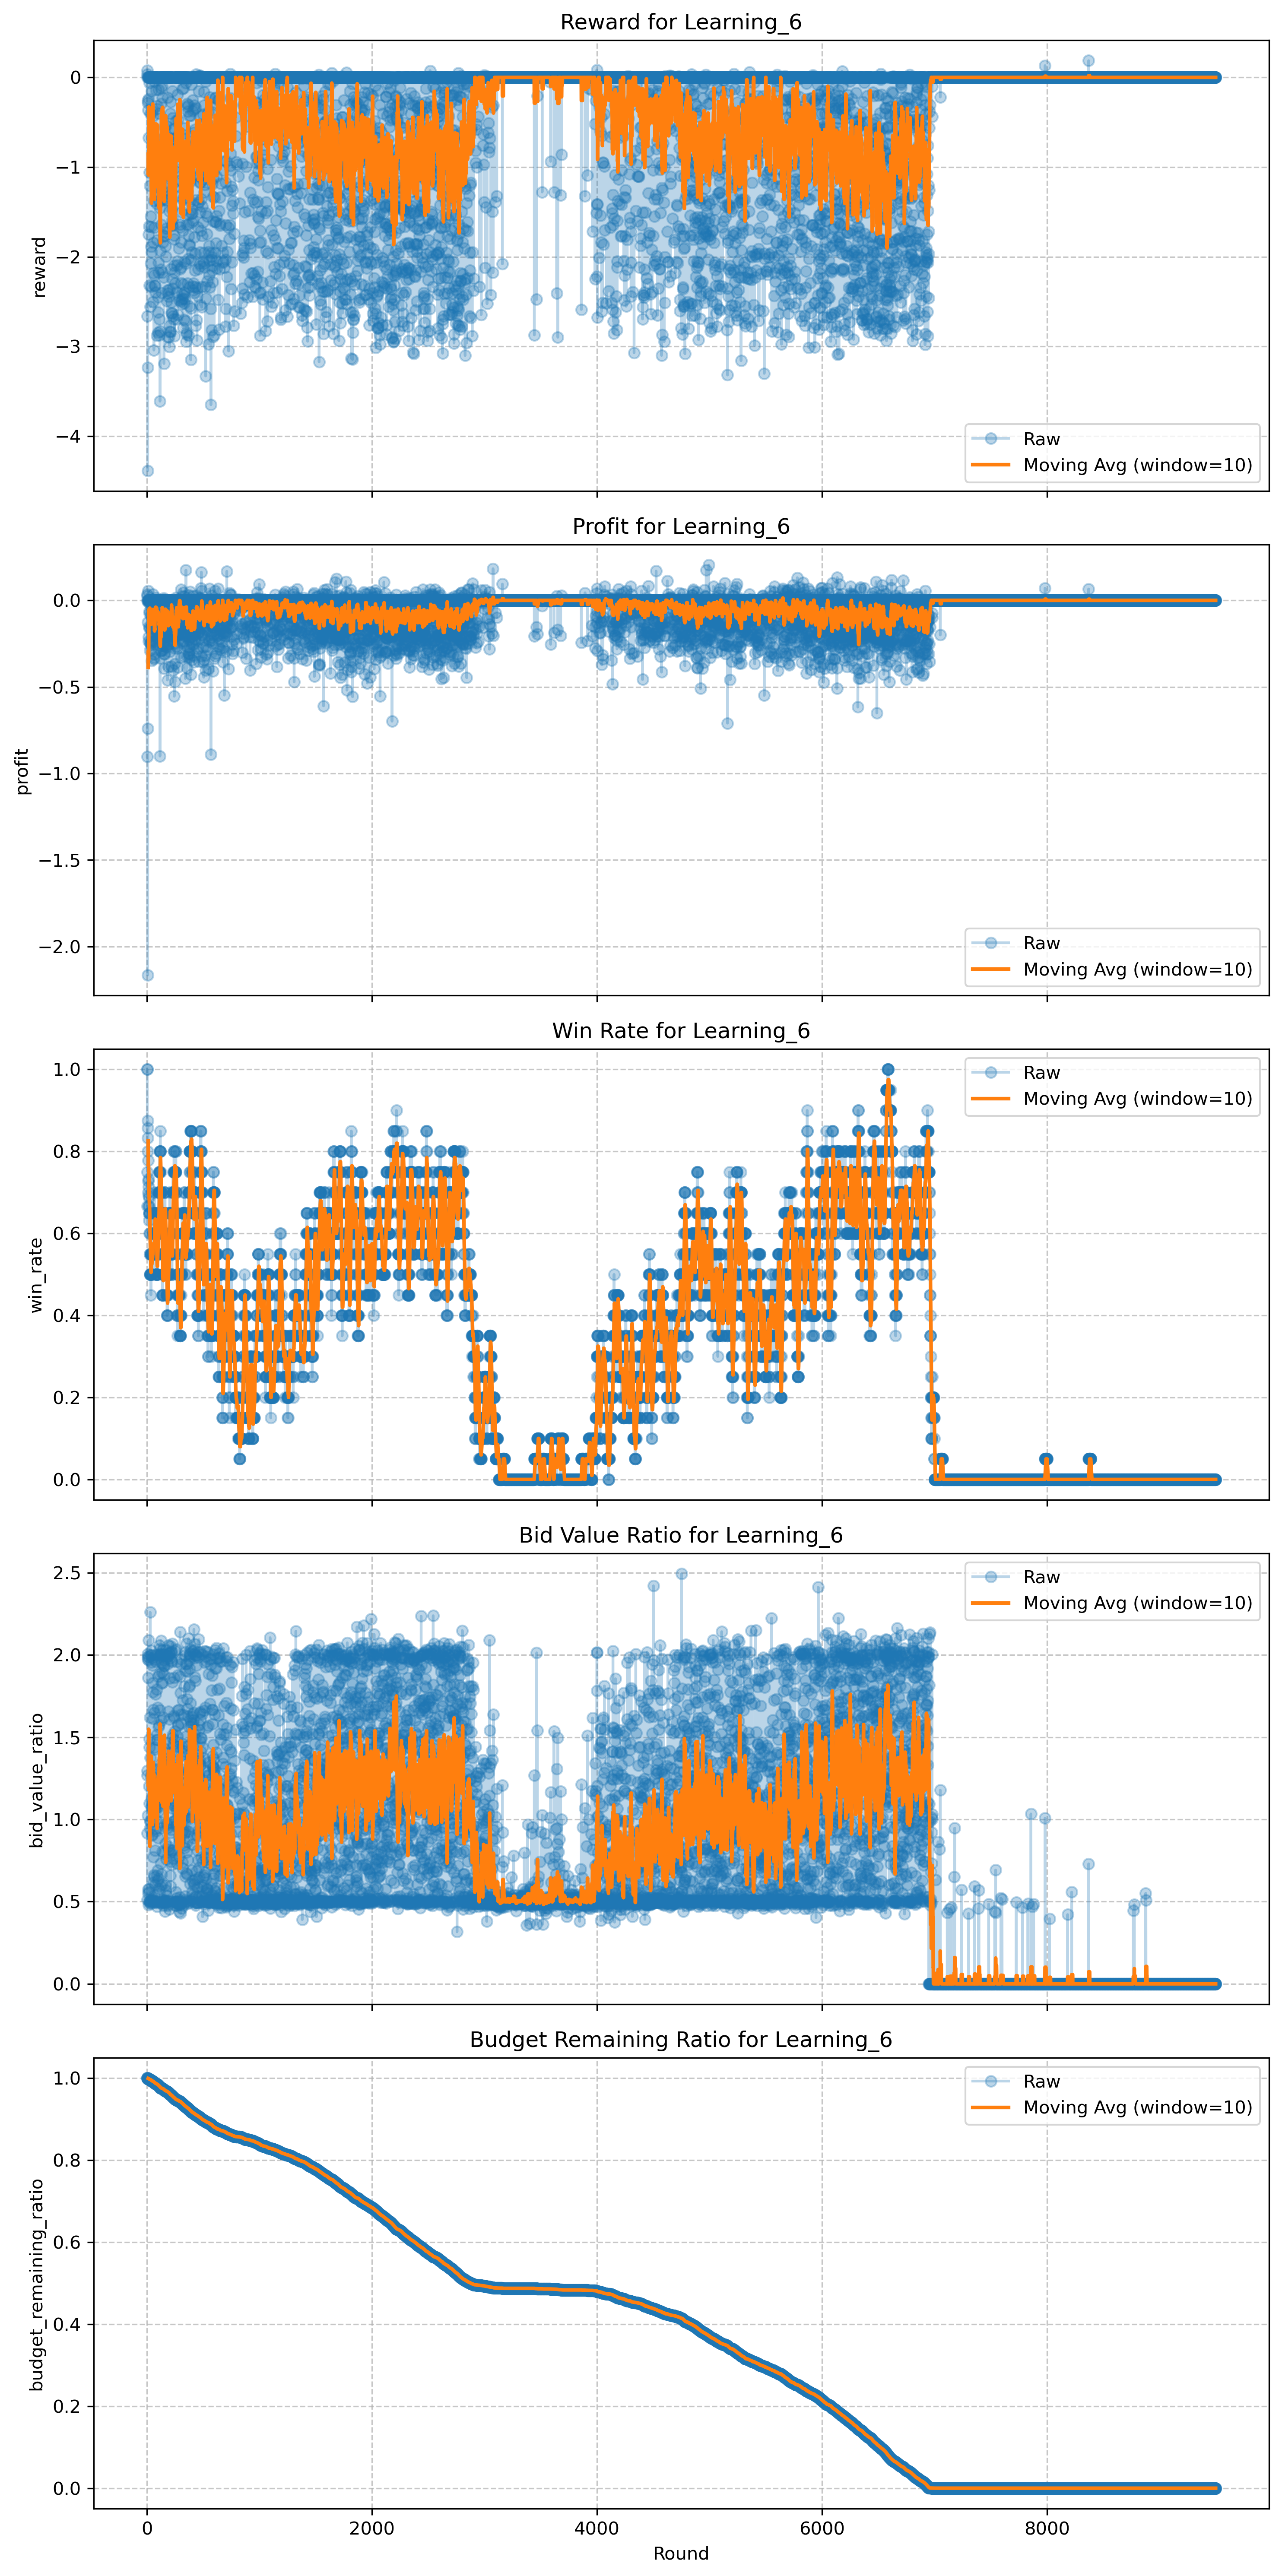 Reward for Learning_6
0
−1
−2
−3
−4
reward
Raw
Moving Avg (window=10)
Profit for Learning_6
0.0
−0.5
−1.0
−1.5
−2.0
profit
Raw
Moving Avg (window=10)
Win Rate for Learning_6
1.0
0.8
0.6
0.4
0.2
0.0
win_rate
Raw
Moving Avg (window=10)
Bid Value Ratio for Learning_6
2.5
2.0
1.5
1.0
0.5
0.0
bid_value_ratio
Raw
Moving Avg (window=10)
Budget Remaining Ratio for Learning_6
1.0
0.8
0.6
0.4
0.2
0.0
budget_remaining_ratio
Raw
Moving Avg (window=10)
0 2000 4000 6000 8000
Round